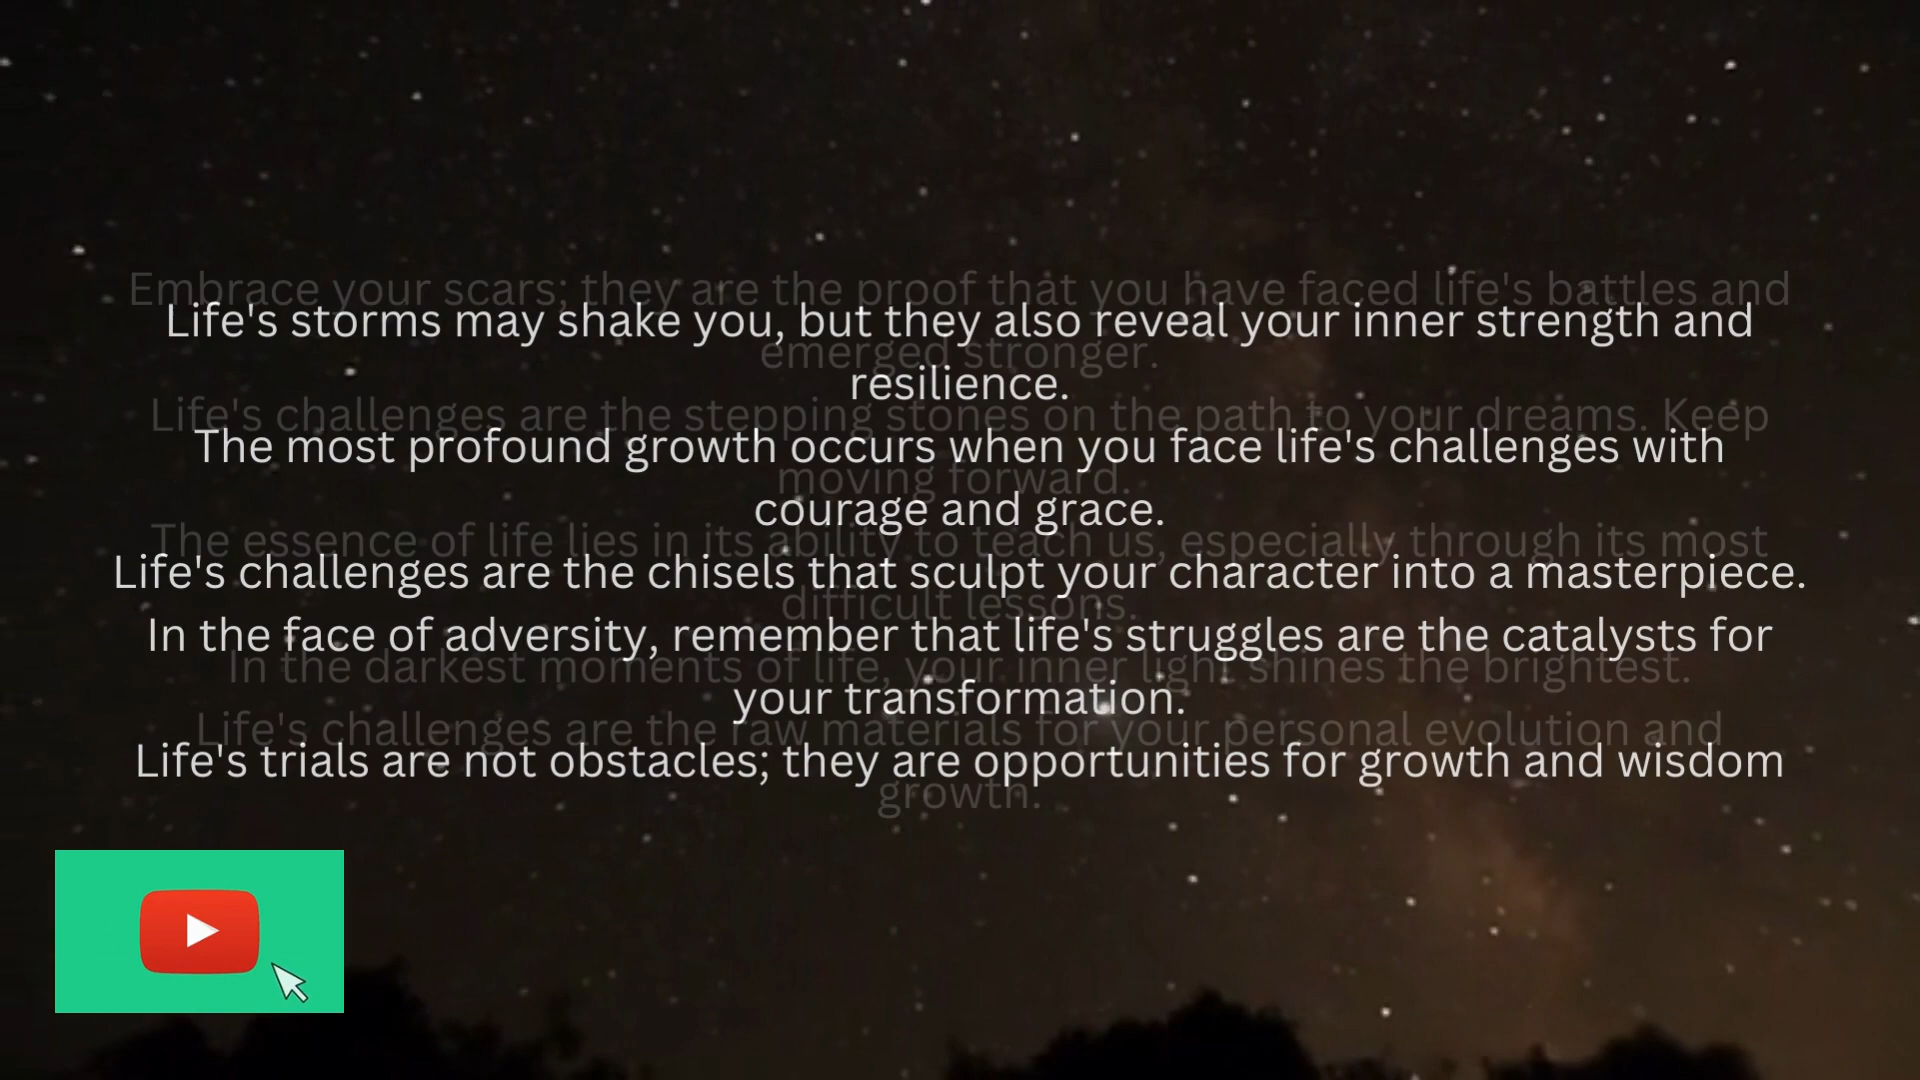 Embrace your scars; they are the proof that you have faced life's battles and
emerged stronger.
Life's challenges are the stepping stones on the path to your dreams. Keep
moving forward.
The essence of life lies in its ability to teach us, especially through its most
difficult lessons.
In the darkest moments of life, your inner light shines the brightest.
Life's challenges are the raw materials for your personal evolution and
growth.
Life's storms may shake you, but they also reveal your inner strength and
resilience.
The most profound growth occurs when you face life's challenges with
courage and grace.
Life's challenges are the chisels that sculpt your character into a masterpiece.
In the face of adversity, remember that life's struggles are the catalysts for
your transformation.
Life's trials are not obstacles; they are opportunities for growth and wisdom